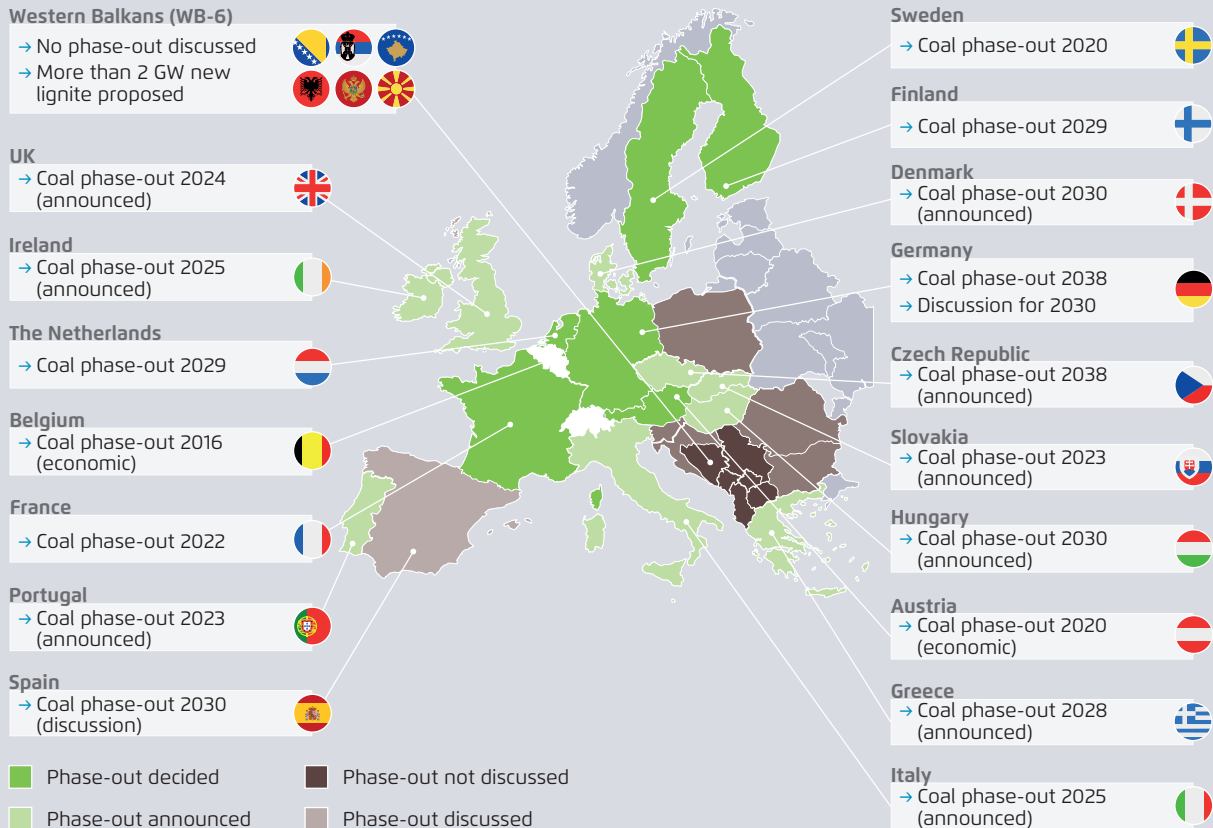 Western Balkans (WB-6)
→ No phase-out discussed
→ More than 2 GW new
lignite proposed
UK
→ Coal phase-out 2024
(announced)
Ireland
→ Coal phase-out 2025
(announced)
The Netherlands
→ Coal phase-out 2029
Belgium
→ Coal phase-out 2016
(economic)
France
→ Coal phase-out 2022
Portugal
→ Coal phase-out 2023
(announced)
Spain
→ Coal phase-out 2030
(discussion)
Sweden
→ Coal phase-out 2020
Finland
→ Coal phase-out 2029
Denmark
→ Coal phase-out 2030
(announced)
Germany
→ Coal phase-out 2038
→ Discussion for 2030
Czech Republic
→ Coal phase-out 2038
(announced)
Slovakia
→ Coal phase-out 2023
(announced)
Hungary
→ Coal phase-out 2030
(announced)
Austria
→ Coal phase-out 2020
(economic)
Greece
→ Coal phase-out 2028
(announced)
Italy
→ Coal phase-out 2025
(announced)
Phase-out decided
Phase-out announced
Phase-out not discussed
Phase-out discussed